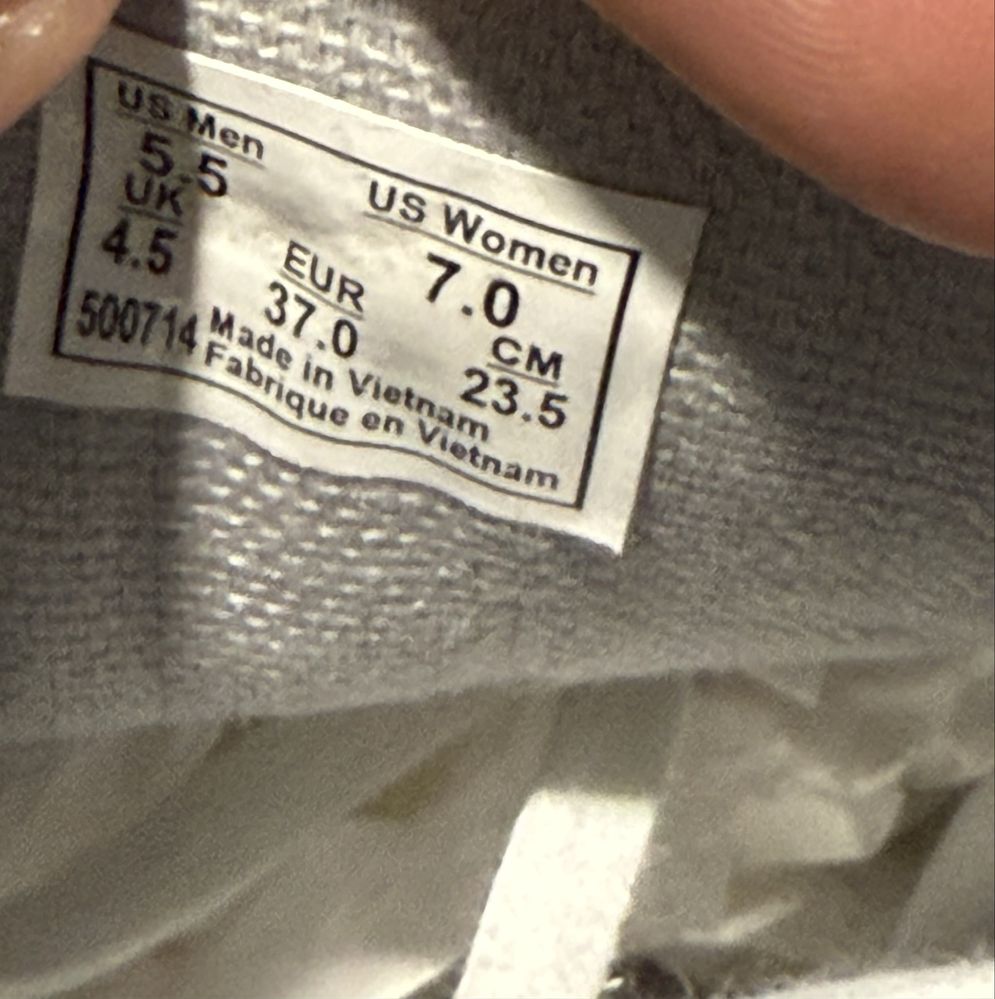 US Men
5.5
US Women
7.0
UK
4.5
EUR
37.0
CM
23.5
500714
Made in Vietnam
Fabrique en Vietnam